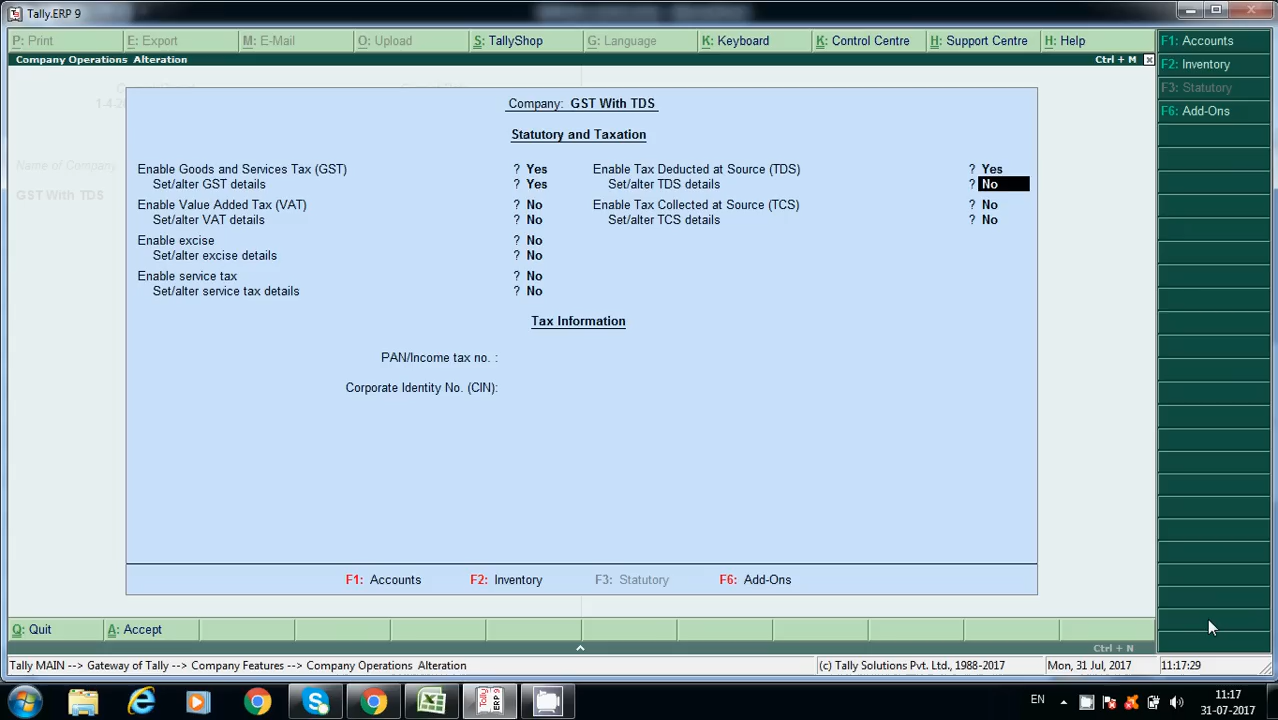 Tally.ERP 9
P: Print E: Export M: E-Mail O: Upload S: TallyShop G: Language K: Keyboard K: Control Centre H: Support Centre H: Help
F1: Accounts
Company Operations Alteration Ctrl + M
F2: Inventory
F3: Statutory
F6: Add-Ons
Company: GST With TDS
Statutory and Taxation
Name of Company
GST With TDS
Enable Goods and Services Tax (GST) ? Yes Enable Tax Deducted at Source (TDS) ? Yes
Set/alter GST details ? Yes Set/alter TDS details ? No
Enable Value Added Tax (VAT) ? No Enable Tax Collected at Source (TCS) ? No
Set/alter VAT details ? No Set/alter TCS details ? No
Enable excise ? No
Set/alter excise details ? No
Enable service tax ? No
Set/alter service tax details ? No
Tax Information
PAN/Income tax no. :
Corporate Identity No. (CIN):
F1: Accounts F2: Inventory F3: Statutory F6: Add-Ons
Q: Quit A: Accept
Ctrl + N
Tally MAIN --> Gateway of Tally --> Company Features --> Company Operations Alteration (c) Tally Solutions Pvt. Ltd., 1988-2017 Mon, 31 Jul, 2017 11:17:29
EN 11:17
31-07-2017